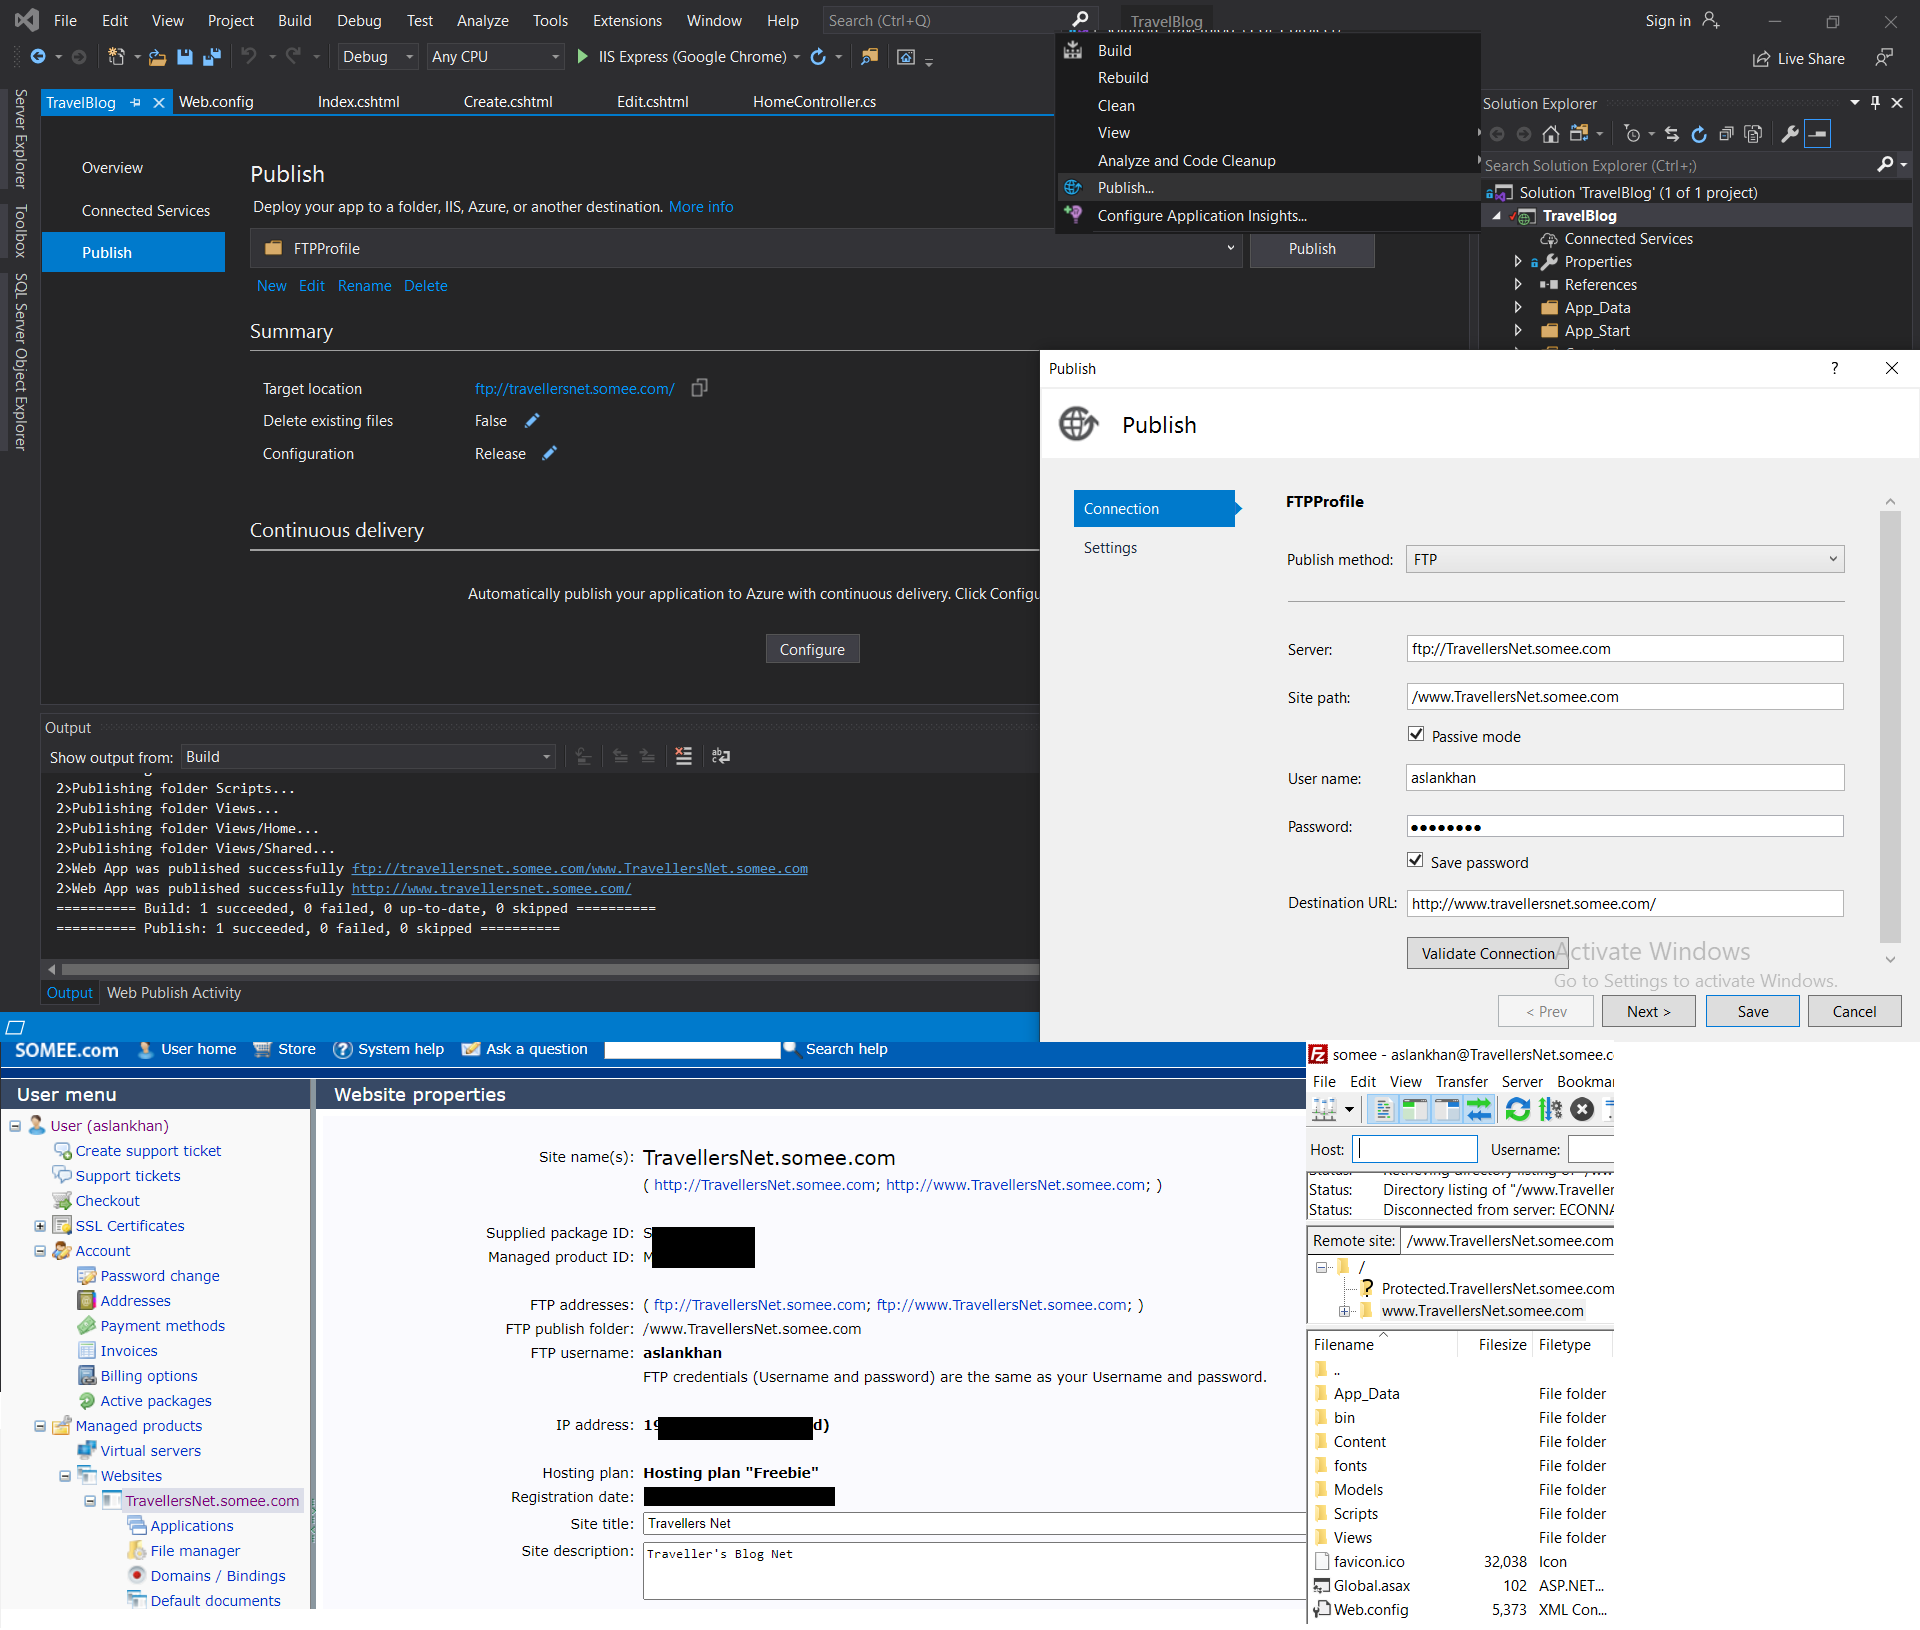 File Edit View Project Build Debug Test Analyze Tools Extensions Window Help Search (Ctrl+Q) TravelBlog Sign in
Debug Any CPU IIS Express (Google Chrome) Live Share
Server Explorer
Toolbox
SQL Server Object Explorer
TravelBlog Web.config Index.cshtml Create.cshtml Edit.cshtml HomeController.cs
Build
Rebuild
Clean
View
Analyze and Code Cleanup
Publish...
Configure Application Insights...
Overview
Connected Services
Publish
Publish
Deploy your app to a folder, IIS, Azure, or another destination. More info
FTPProfile Publish
New Edit Rename Delete
Summary
Target location ftp://travellersnet.somee.com/
Delete existing files False
Configuration Release
Continuous delivery
Automatically publish your application to Azure with continuous delivery. Click Configu
Configure
Solution Explorer
Search Solution Explorer (Ctrl+;)
Solution 'TravelBlog' (1 of 1 project)
TravelBlog
Connected Services
Properties
References
App_Data
App_Start
Output
Show output from: Build
2>Publishing folder Scripts...
2>Publishing folder Views...
2>Publishing folder Views/Home...
2>Publishing folder Views/Shared...
2>Web App was published successfully ftp://travellersnet.somee.com/www.TravellersNet.somee.com
2>Web App was published successfully http://www.travellersnet.somee.com/
========== Build: 1 succeeded, 0 failed, 0 up-to-date, 0 skipped ==========
========== Publish: 1 succeeded, 0 failed, 0 skipped ==========
Output Web Publish Activity
Publish ?
Publish
Connection
Settings
FTPProfile
Publish method: FTP
Server: ftp://TravellersNet.somee.com
Site path: /www.TravellersNet.somee.com
Passive mode
User name: aslankhan
Password: ●●●●●●●●
Save password
Destination URL: http://www.travellersnet.somee.com/
Validate Connection
Activate Windows
Go to Settings to activate Windows.
< Prev Next > Save Cancel
SOMEE.com User home Store System help Ask a question Search help
User menu
User (aslankhan)
Create support ticket
Support tickets
Checkout
SSL Certificates
Account
Password change
Addresses
Payment methods
Invoices
Billing options
Active packages
Managed products
Virtual servers
Websites
TravellersNet.somee.com
Applications
File manager
Domains / Bindings
Default documents
Website properties
Site name(s): TravellersNet.somee.com
( http://TravellersNet.somee.com; http://www.TravellersNet.somee.com; )
Supplied package ID: S
Managed product ID: M
FTP addresses: ( ftp://TravellersNet.somee.com; ftp://www.TravellersNet.somee.com; )
FTP publish folder: /www.TravellersNet.somee.com
FTP username: aslankhan
FTP credentials (Username and password) are the same as your Username and password.
IP address: 19 d)
Hosting plan: Hosting plan "Freebie"
Registration date:
Site title: Travellers Net
Site description: Traveller's Blog Net
somee - aslankhan@TravellersNet.somee.c
File Edit View Transfer Server Bookmar
Host: Username:
Status: Directory listing of "/www.Traveller
Status: Disconnected from server: ECONNA
Remote site: /www.TravellersNet.somee.com
/
? Protected.TravellersNet.somee.com
www.TravellersNet.somee.com
Filename Filesize Filetype
..
App_Data File folder
bin File folder
Content File folder
fonts File folder
Models File folder
Scripts File folder
Views File folder
favicon.ico 32,038 Icon
Global.asax 102 ASP.NET...
Web.config 5,373 XML Con...